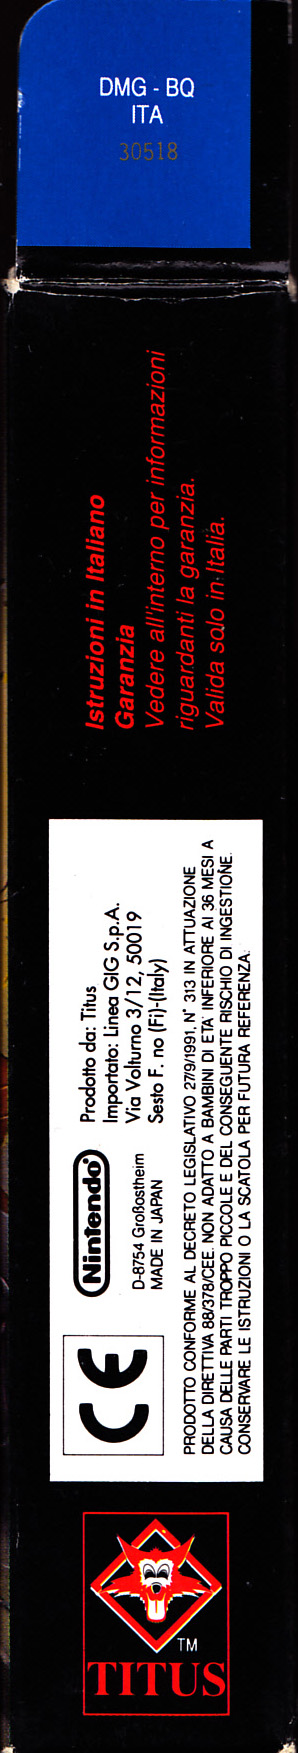 DMG - BQ
ITA
30518
Istruzioni in Italiano
Garanzia
Vedere all'interno per informazioni
riguardanti la garanzia.
Valida solo in Italia.
Prodotto da: Titus
Importato: Linea GIG S.p.A.
Via Volturno 3/12, 50019
Sesto F. no (Fi)-(Italy)
Nintendo®
D-8754 Großostheim
MADE IN JAPAN
CE
PRODOTTO CONFORME AL DECRETO LEGISLATIVO 27/9/1991, N° 313 IN ATTUAZIONE
DELLA DIRETTIVA 88/378/CEE. NON ADATTO A BAMBINI DI ETA' INFERIORE AI 36 MESI A
CAUSA DELLE PARTI TROPPO PICCOLE E DEL CONSEGUENTE RISCHIO DI INGESTIONE.
CONSERVARE LE ISTRUZIONI O LA SCATOLA PER FUTURA REFERENZA.
TM
TITUS